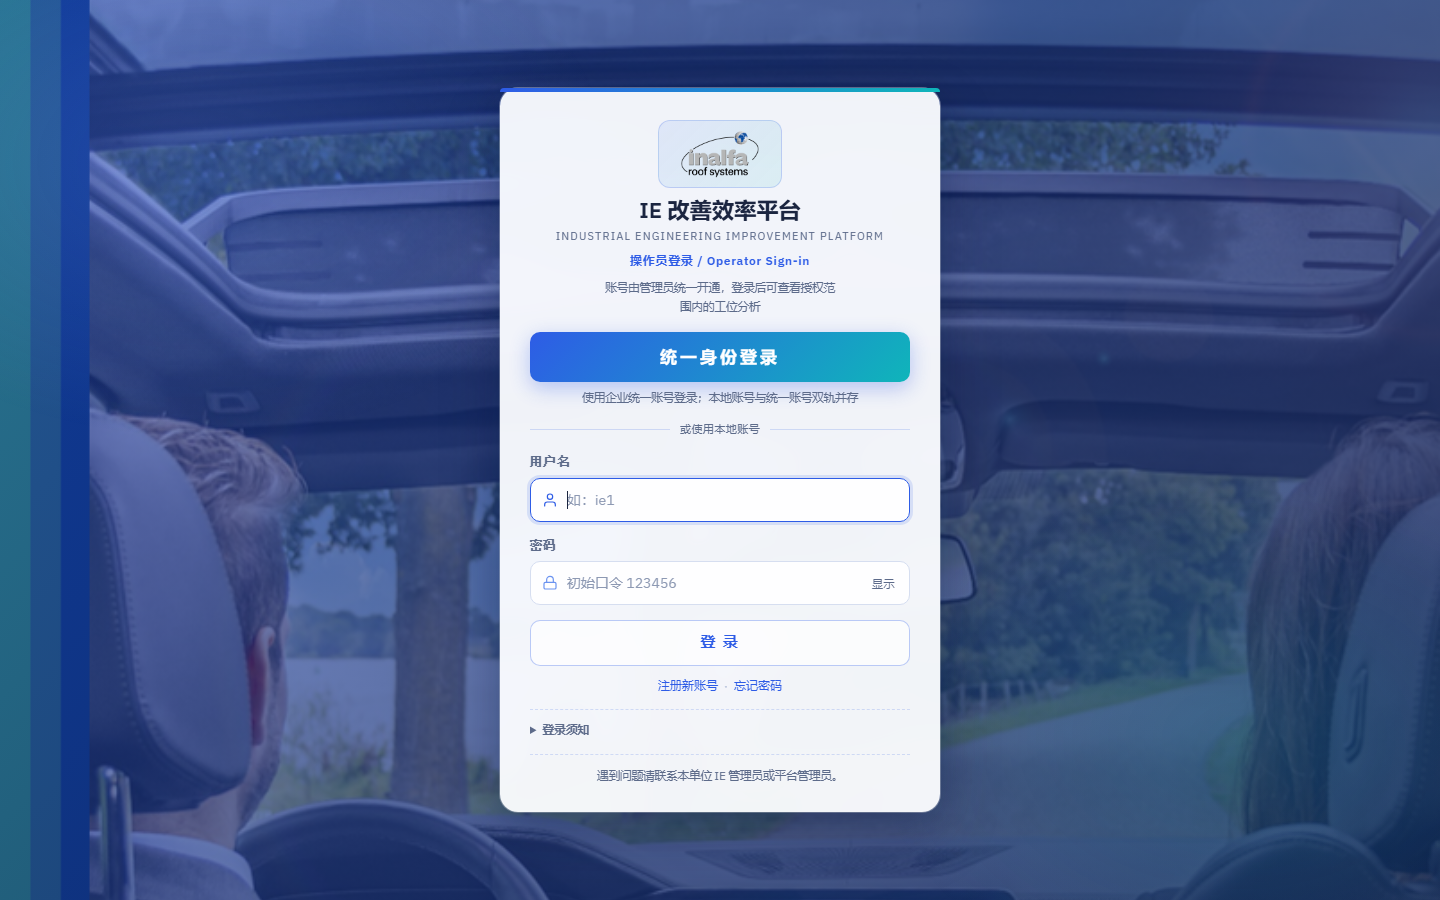 inalfa
roof systems
IE 改善效率平台
INDUSTRIAL ENGINEERING IMPROVEMENT PLATFORM
操作员登录 / Operator Sign-in
账号由管理员统一开通，登录后可查看授权范
围内的工位分析
统一身份登录
使用企业统一账号登录；本地账号与统一账号双轨并存
或使用本地账号
用户名
如：ie1
密码
初始口令 123456
显示
登 录
注册新账号 · 忘记密码
登录须知
遇到问题请联系本单位 IE 管理员或平台管理员。